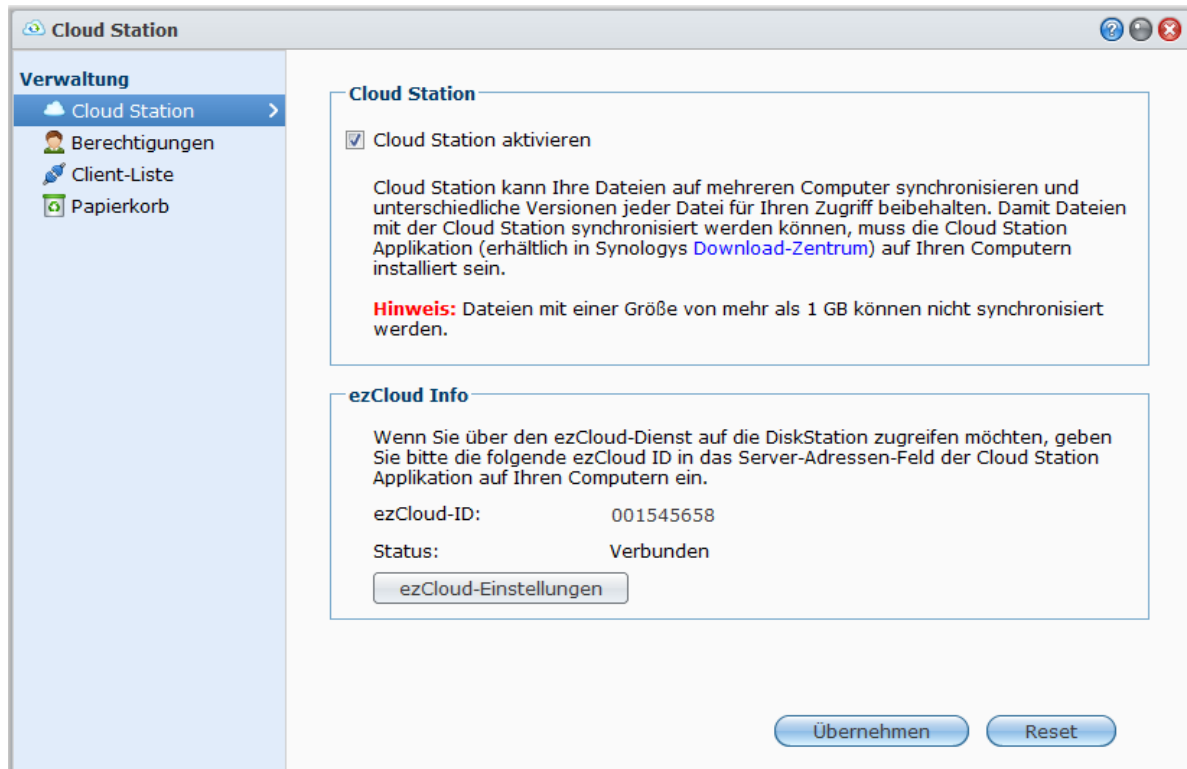 Cloud Station
Verwaltung
Cloud Station
Berechtigungen
Client-Liste
Papierkorb
Cloud Station
Cloud Station aktivieren
Cloud Station kann Ihre Dateien auf mehreren Computer synchronisieren und
unterschiedliche Versionen jeder Datei für Ihren Zugriff beibehalten. Damit Dateien
mit der Cloud Station synchronisiert werden können, muss die Cloud Station
Applikation (erhältlich in Synologys Download-Zentrum) auf Ihren Computern
installiert sein.
Hinweis: Dateien mit einer Größe von mehr als 1 GB können nicht synchronisiert
werden.
ezCloud Info
Wenn Sie über den ezCloud-Dienst auf die DiskStation zugreifen möchten, geben
Sie bitte die folgende ezCloud ID in das Server-Adressen-Feld der Cloud Station
Applikation auf Ihren Computern ein.
ezCloud-ID: 001545658
Status: Verbunden
ezCloud-Einstellungen
Übernehmen Reset